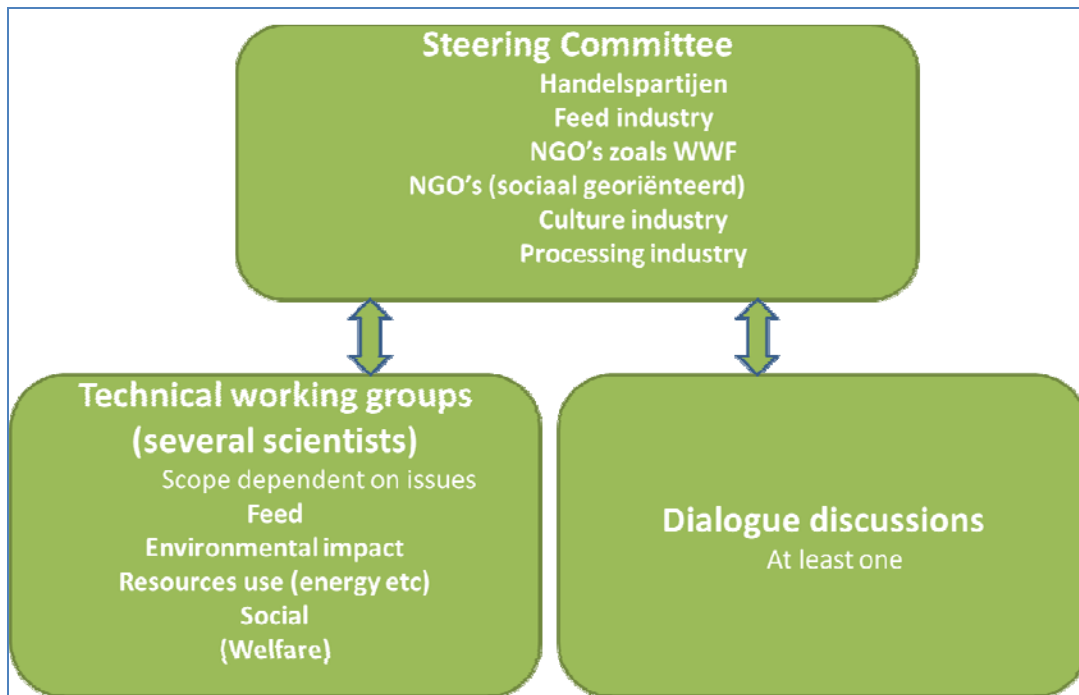 Steering Committee
Handelspartijen
Feed industry
NGO’s zoals WWF
NGO’s (sociaal georiënteerd)
Culture industry
Processing industry
Technical working groups
(several scientists)
Scope dependent on issues
Feed
Environmental impact
Resources use (energy etc)
Social
(Welfare)
Dialogue discussions
At least one